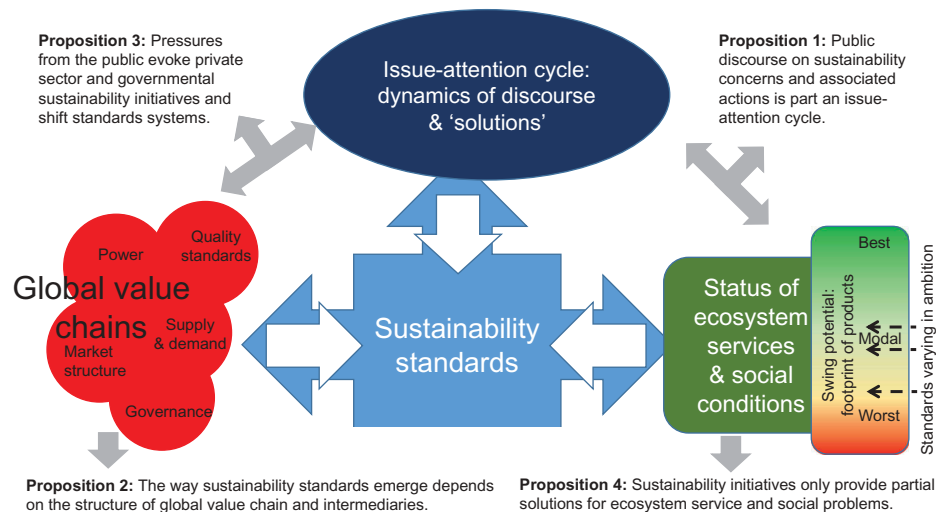 Proposition 3: Pressures
from the public evoke private
sector and governmental
sustainability initiatives and
shift standards systems.
Issue-attention cycle:
dynamics of discourse
& ‘solutions’
Proposition 1: Public
discourse on sustainability
concerns and associated
actions is part an issue-
attention cycle.
Power
Quality
standards
Global value
chains
Supply
& demand
Market
structure
Governance
Sustainability
standards
Status of
ecosystem
services
& social
conditions
Swing potential:
footprint of products
Best
Modal
Worst
Standards varying in ambition
Proposition 2: The way sustainability standards emerge depends
on the structure of global value chain and intermediaries.
Proposition 4: Sustainability initiatives only provide partial
solutions for ecosystem service and social problems.